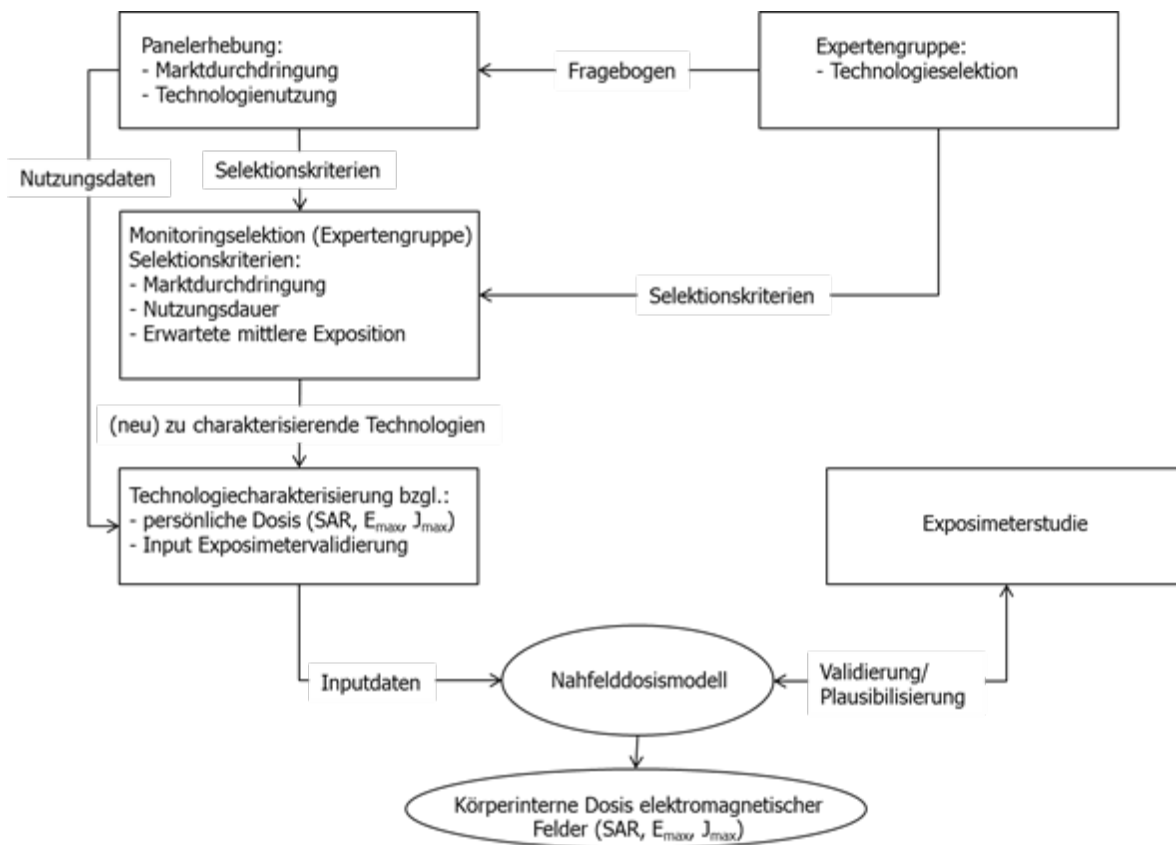 Panelerhebung:
- Marktdurchdringung
- Technologienutzung
Fragebogen
Expertengruppe:
- Technologieselektion
Nutzungsdaten
Selektionskriterien
Monitoringselektion (Expertengruppe)
Selektionskriterien:
- Marktdurchdringung
- Nutzungsdauer
- Erwartete mittlere Exposition
Selektionskriterien
(neu) zu charakterisierende Technologien
Technologiecharakterisierung bzgl.:
- persönliche Dosis (SAR, Emax, Jmax)
- Input Exposimetervalidierung
Exposimeterstudie
Inputdaten
Nahfelddosismodell
Validierung/
Plausibilisierung
Körperinterne Dosis elektromagnetischer
Felder (SAR, Emax, Jmax)